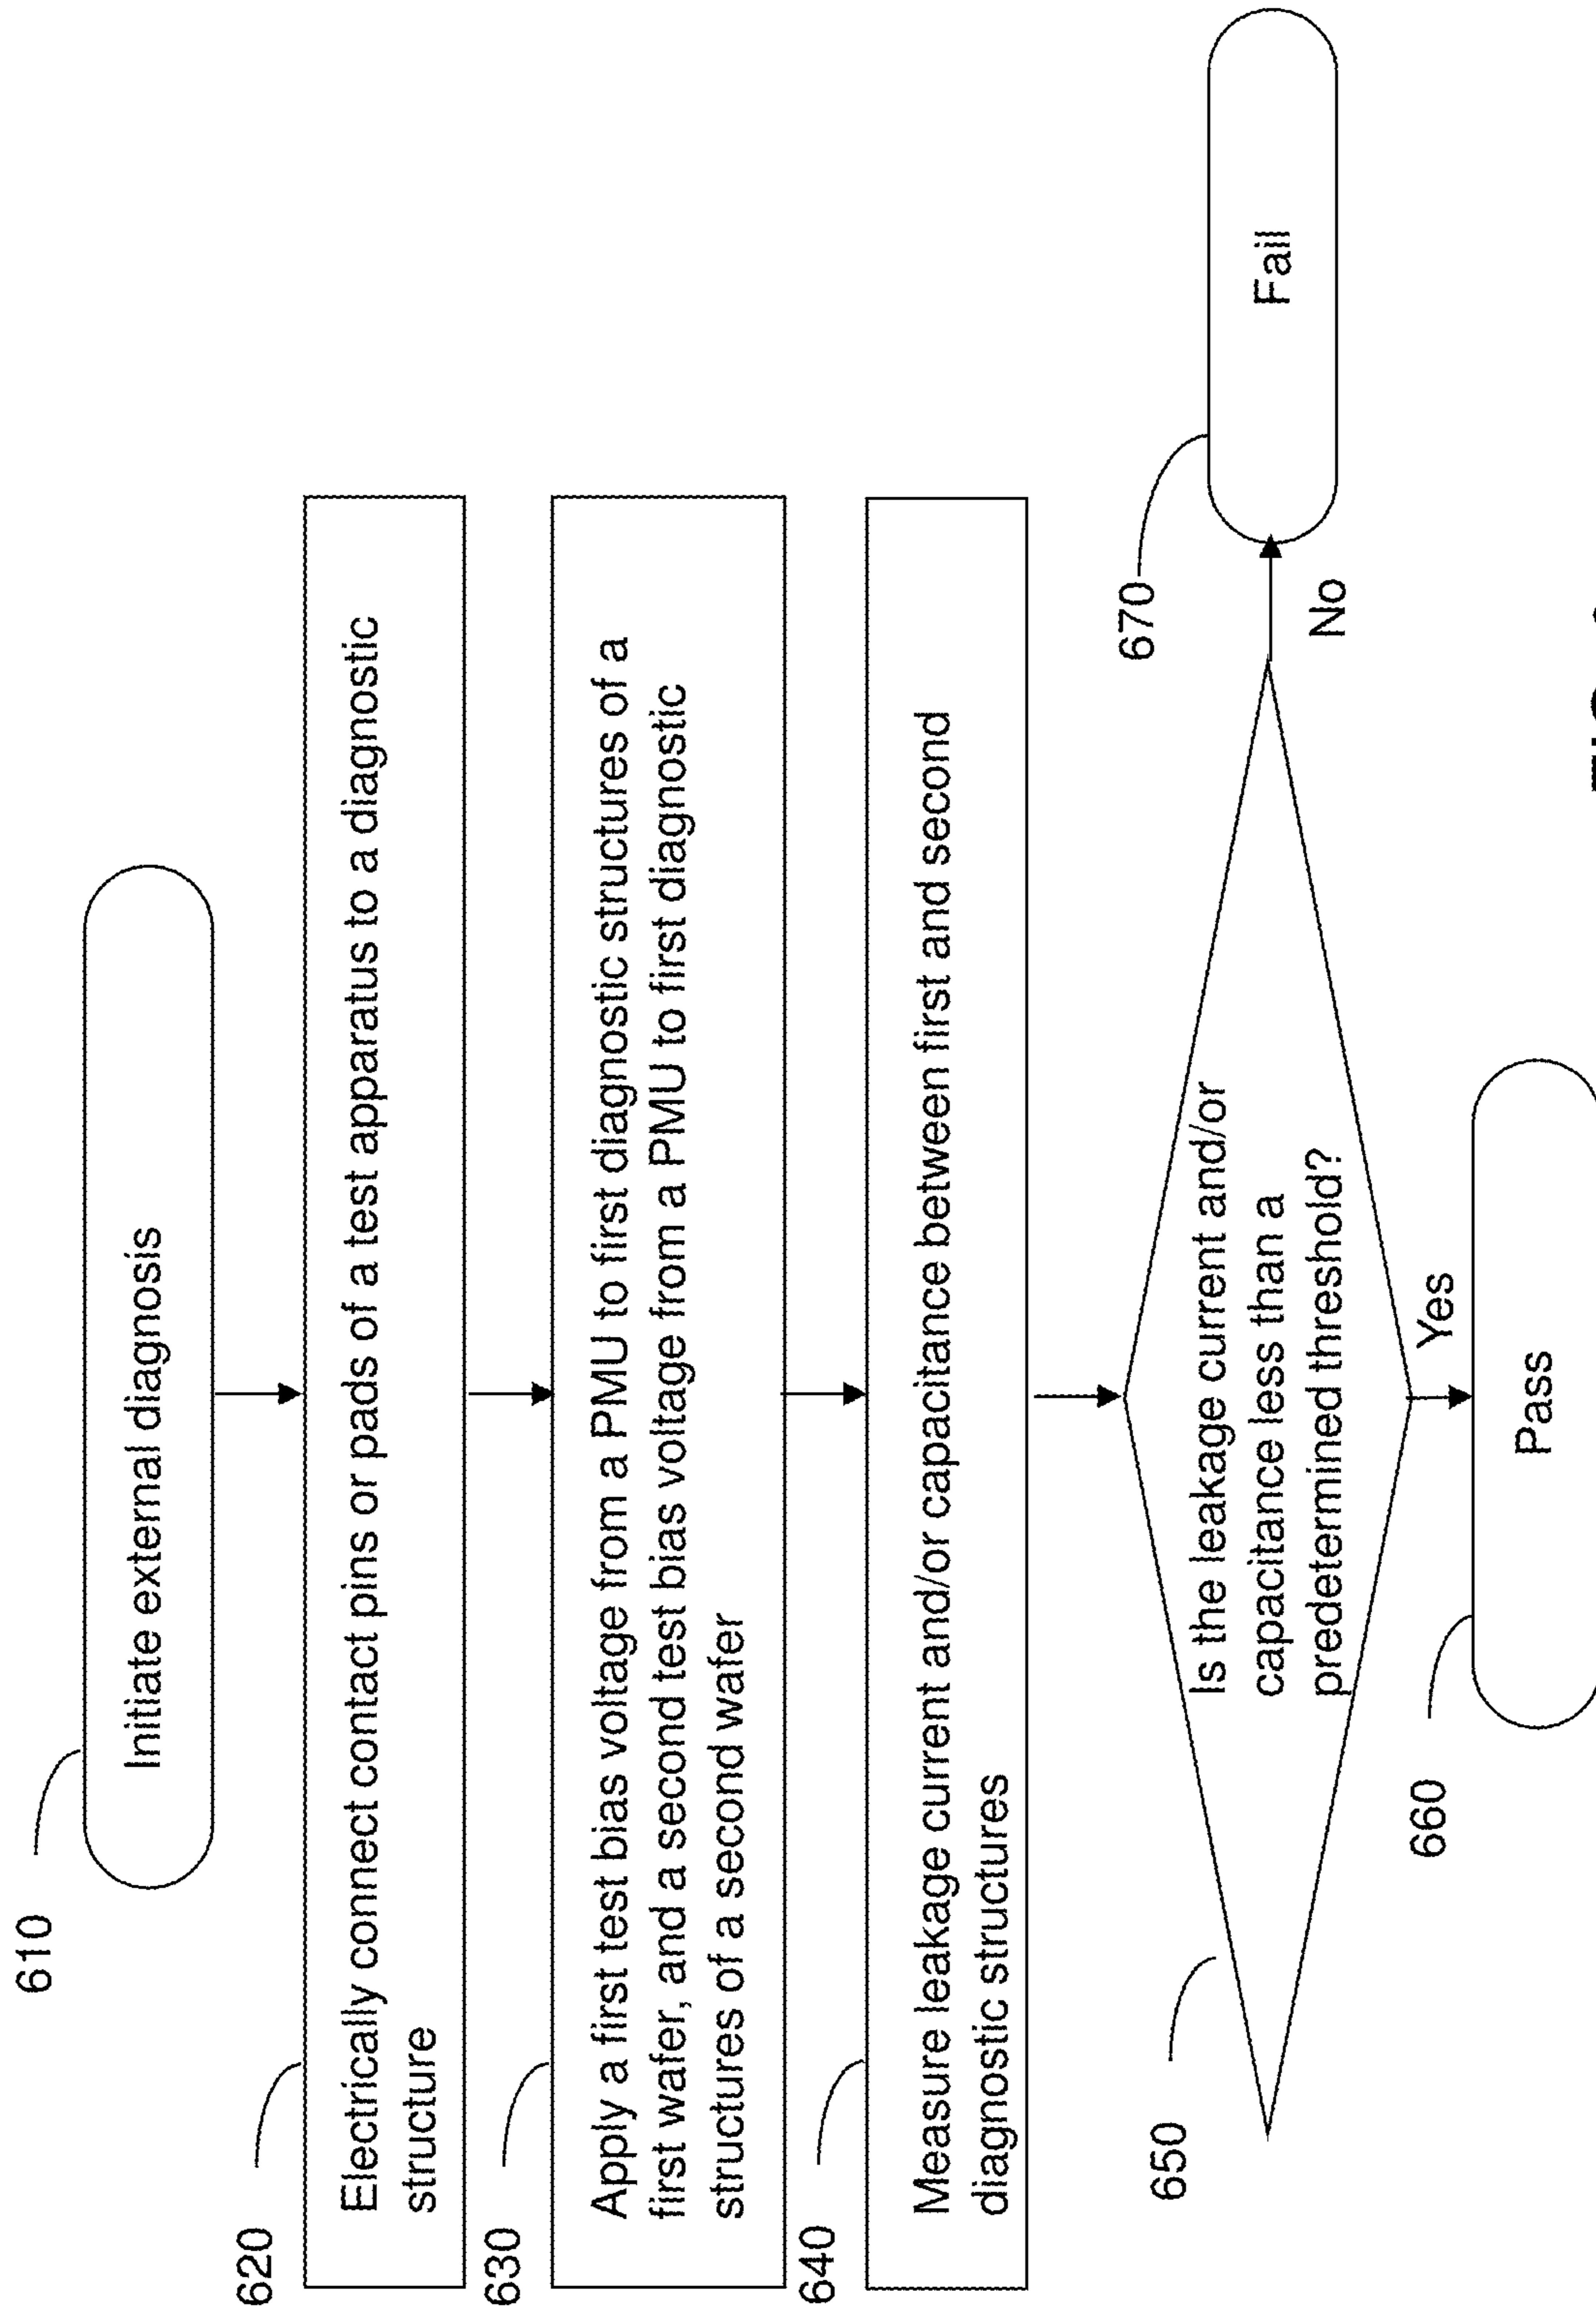 610
Initiate external diagnosis
620
Electrically connect contact pins or pads of a test apparatus to a diagnostic
structure
630
Apply a first test bias voltage from a PMU to first diagnostic structures of a
first wafer, and a second test bias voltage from a PMU to first diagnostic
structures of a second wafer
640
Measure leakage current and/or capacitance between first and second
diagnostic structures
650
Is the leakage current and/or
capacitance less than a
predetermined threshold?
670
No
Fail
Yes
660
Pass